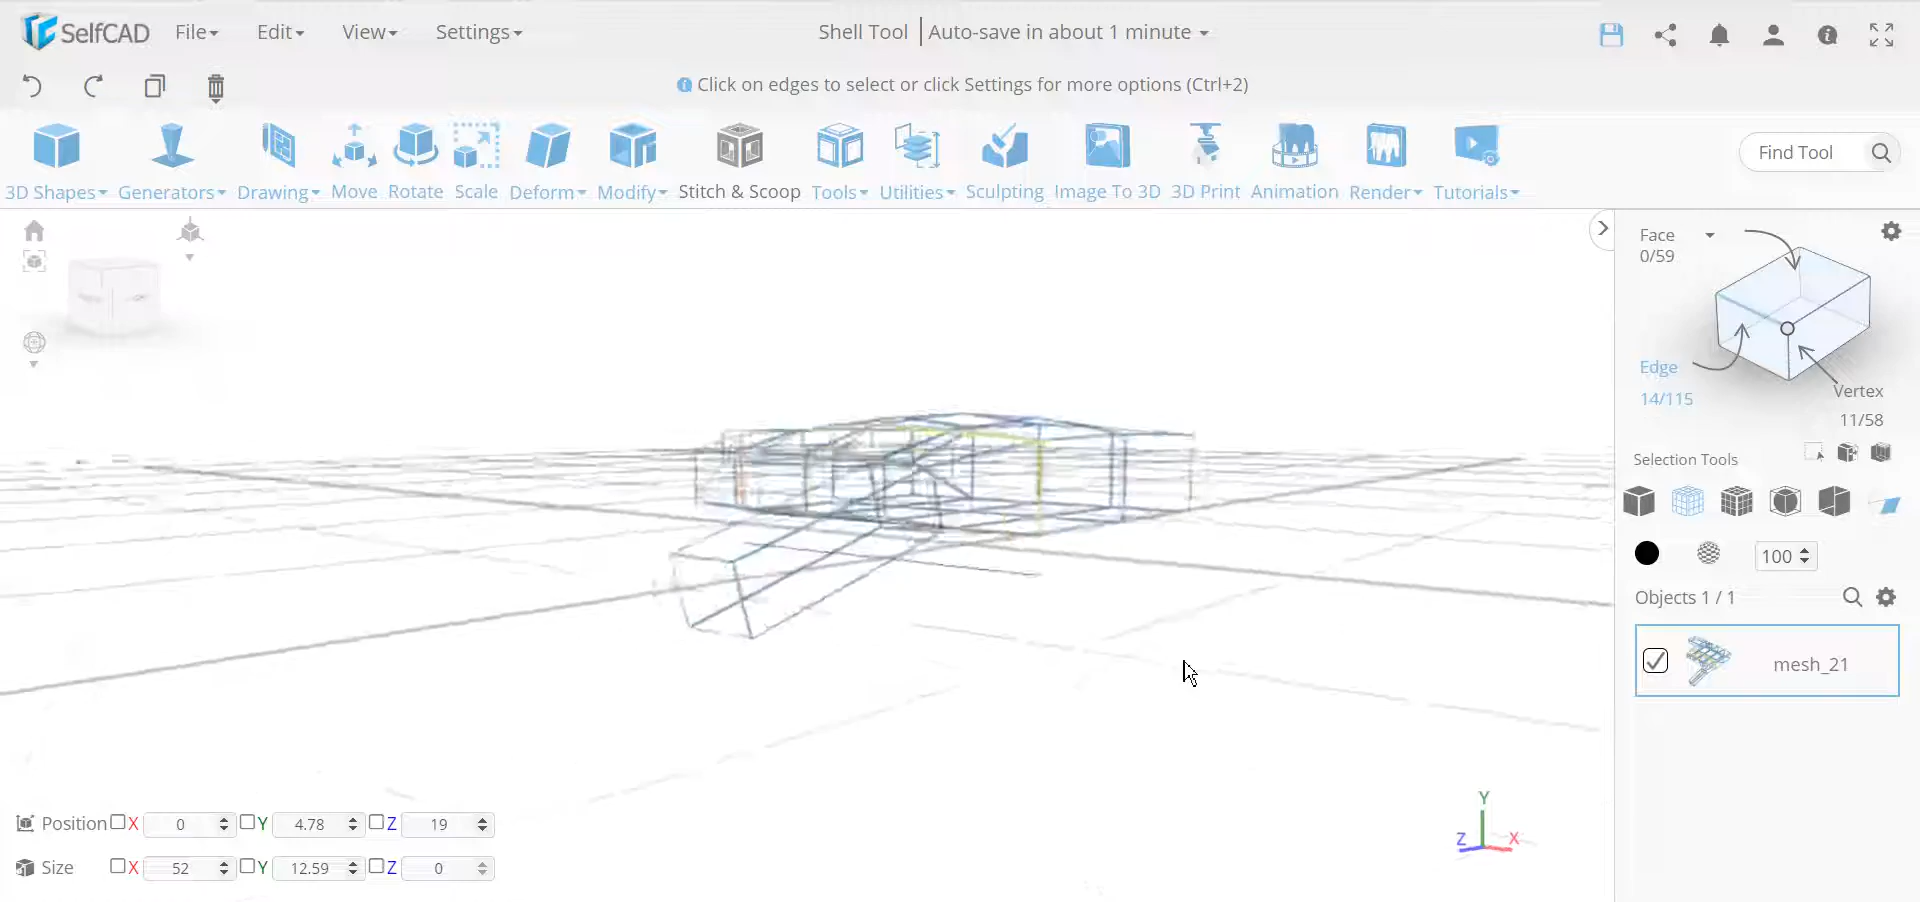 SelfCAD File Edit View Settings Shell Tool Auto-save in about 1 minute
Click on edges to select or click Settings for more options (Ctrl+2)
3D Shapes Generators Drawing Move Rotate Scale Deform Modify Stitch & Scoop Tools Utilities Sculpting Image To 3D 3D Print Animation Render Tutorials
Find Tool
Face
0/59
Edge
14/115
Vertex
11/58
Selection Tools
100
Objects 1 / 1
mesh_21
Position X 0 Y 4.78 Z 19
Size X 52 Y 12.59 Z 0
Y
Z X